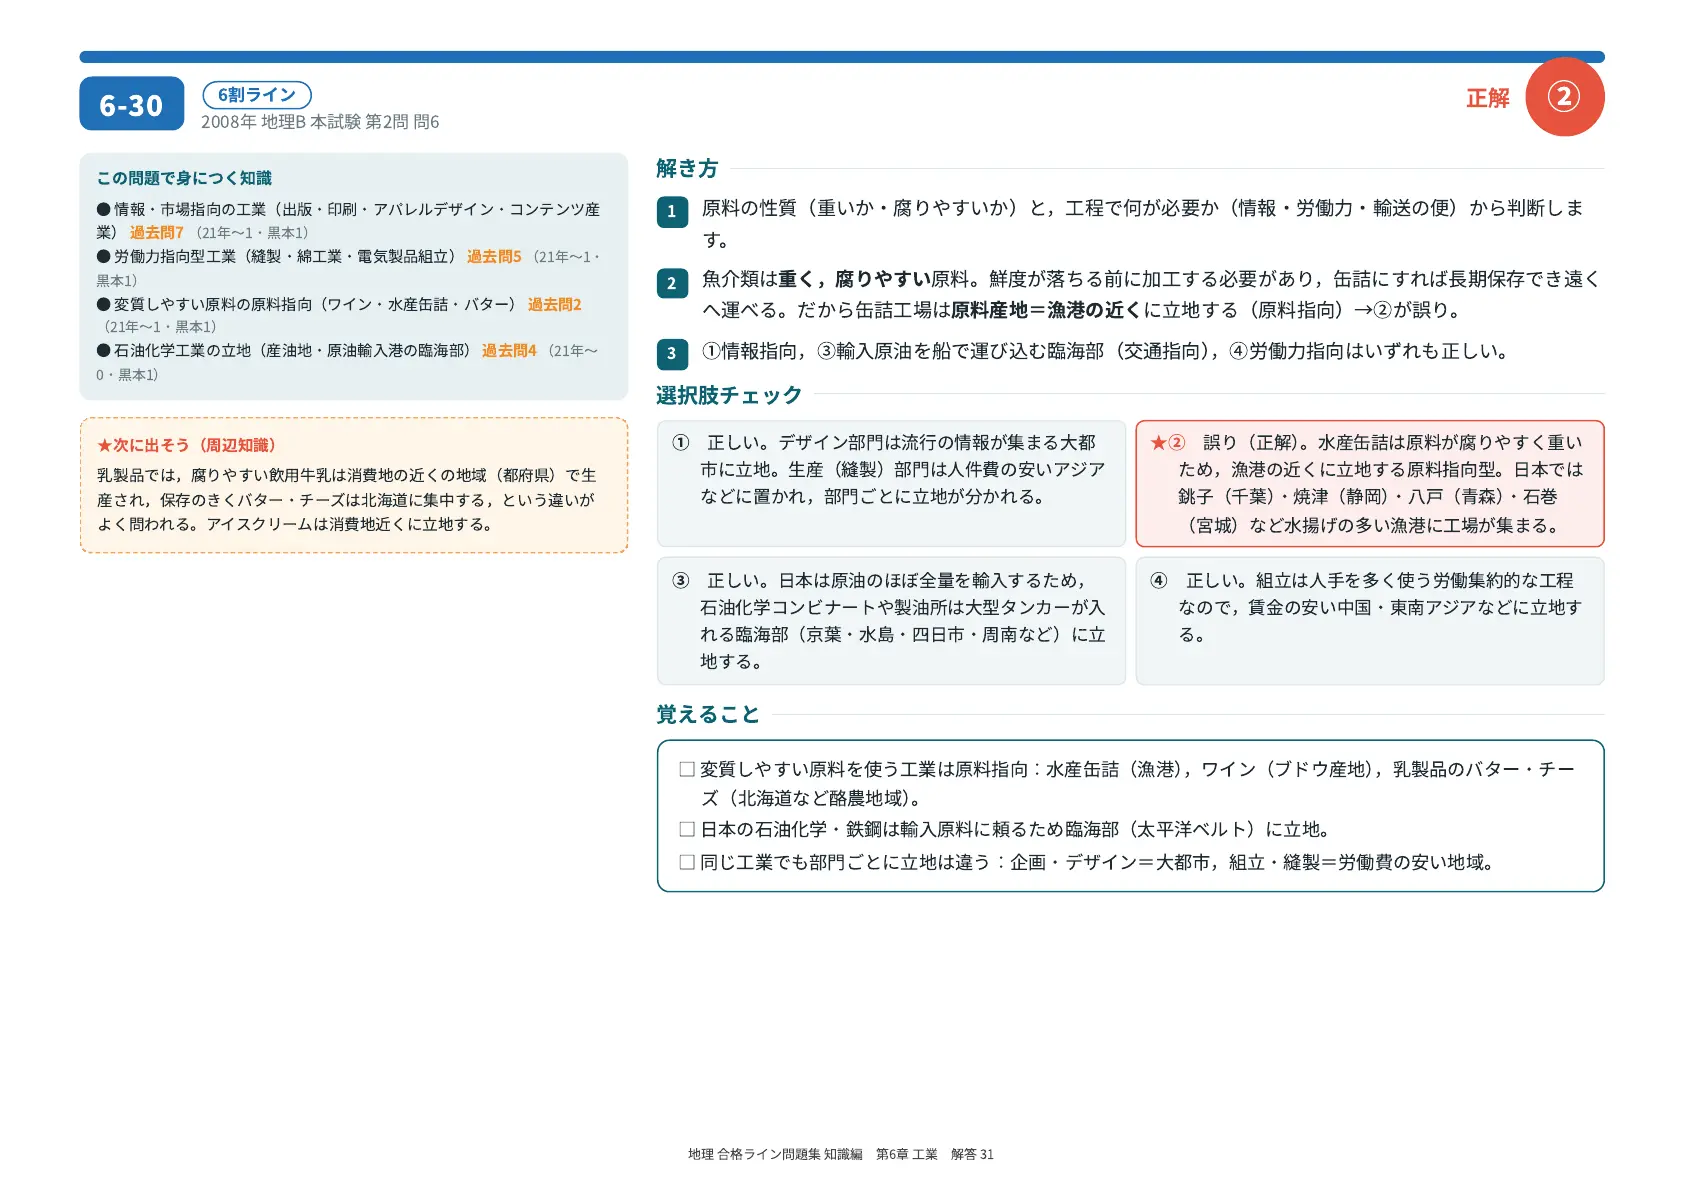 6-30
6割ライン
2008年 地理B 本試験 第2問 問6
正解 ②
この問題で身につく知識
● 情報・市場指向の工業（出版・印刷・アパレルデザイン・コンテンツ産
業） 過去問7 （21年〜1・黒本1）
● 労働力指向型工業（縫製・綿工業・電気製品組立） 過去問5 （21年〜1・
黒本1）
● 変質しやすい原料の原料指向（ワイン・水産缶詰・バター） 過去問2
（21年〜1・黒本1）
● 石油化学工業の立地（産油地・原油輸入港の臨海部） 過去問4 （21年〜
0・黒本1）
★次に出そう（周辺知識）
乳製品では，腐りやすい飲用牛乳は消費地の近くの地域（都府県）で生
産され，保存のきくバター・チーズは北海道に集中する，という違いが
よく問われる。アイスクリームは消費地近くに立地する。
解き方
1 原料の性質（重いか・腐りやすいか）と，工程で何が必要か（情報・労働力・輸送の便）から判断しま
す。
2 魚介類は重く，腐りやすい原料。鮮度が落ちる前に加工する必要があり，缶詰にすれば長期保存でき遠く
へ運べる。だから缶詰工場は原料産地＝漁港の近くに立地する（原料指向）→②が誤り。
3 ①情報指向，③輸入原油を船で運び込む臨海部（交通指向），④労働力指向はいずれも正しい。
選択肢チェック
① 正しい。デザイン部門は流行の情報が集まる大都
市に立地。生産（縫製）部門は人件費の安いアジア
などに置かれ，部門ごとに立地が分かれる。
★② 誤り（正解）。水産缶詰は原料が腐りやすく重い
ため，漁港の近くに立地する原料指向型。日本では
銚子（千葉）・焼津（静岡）・八戸（青森）・石巻
（宮城）など水揚げの多い漁港に工場が集まる。
③ 正しい。日本は原油のほぼ全量を輸入するため，
石油化学コンビナートや製油所は大型タンカーが入
れる臨海部（京葉・水島・四日市・周南など）に立
地する。
④ 正しい。組立は人手を多く使う労働集約的な工程
なので，賃金の安い中国・東南アジアなどに立地す
る。
覚えること
□ 変質しやすい原料を使う工業は原料指向：水産缶詰（漁港），ワイン（ブドウ産地），乳製品のバター・チー
ズ（北海道など酪農地域）。
□ 日本の石油化学・鉄鋼は輸入原料に頼るため臨海部（太平洋ベルト）に立地。
□ 同じ工業でも部門ごとに立地は違う：企画・デザイン＝大都市，組立・縫製＝労働費の安い地域。
地理 合格ライン問題集 知識編 第6章 工業 解答 31